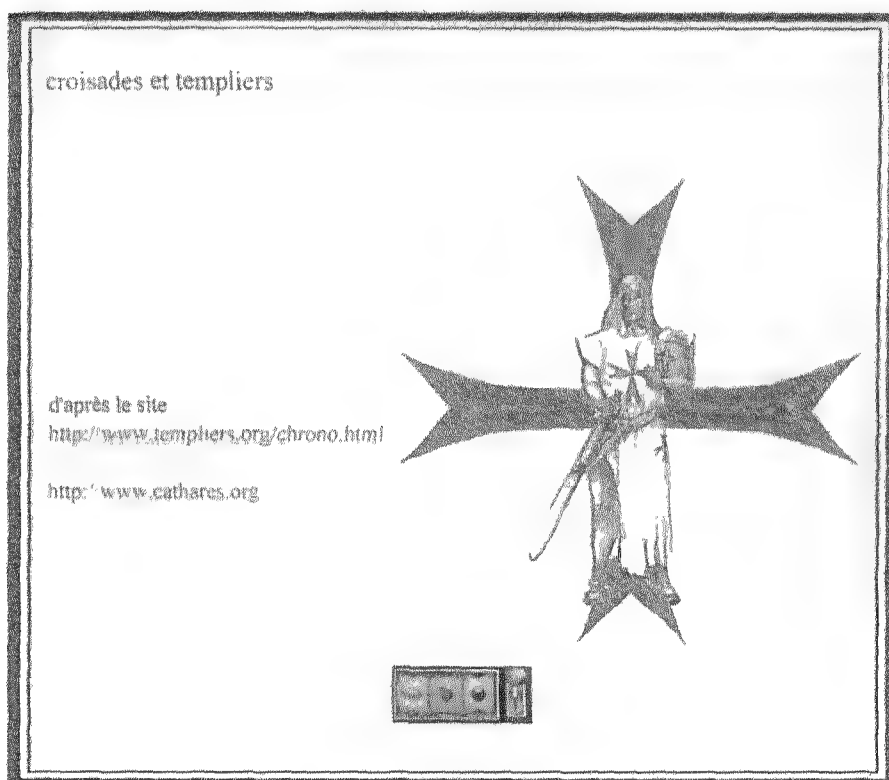 croisades et templiers
d'après le site
http://www.templiers.org/chrono.html
http://www.cathares.org